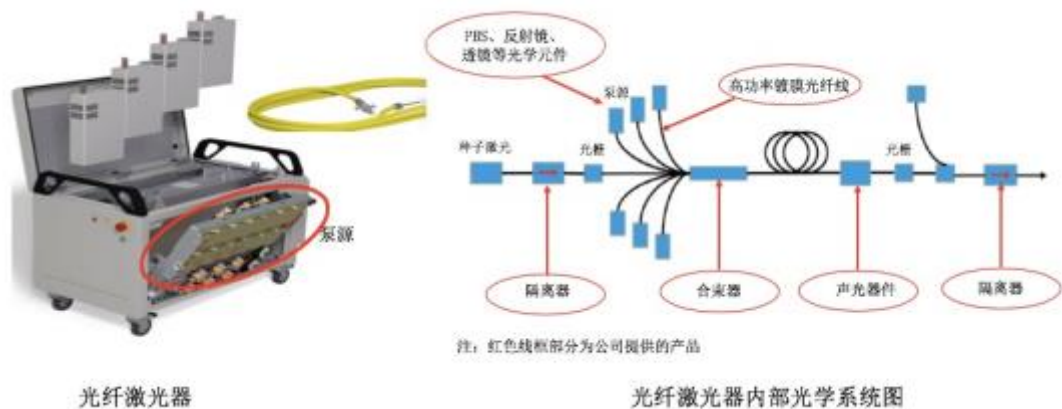 PBS、反射镜、
透镜等光学元件
泵源
高功率镀膜光纤线
种子激光
光栅
光栅
泵源
隔离器
合束器
声光器件
隔离器
注：红色线框部分为公司提供的产品
光纤激光器
光纤激光器内部光学系统图